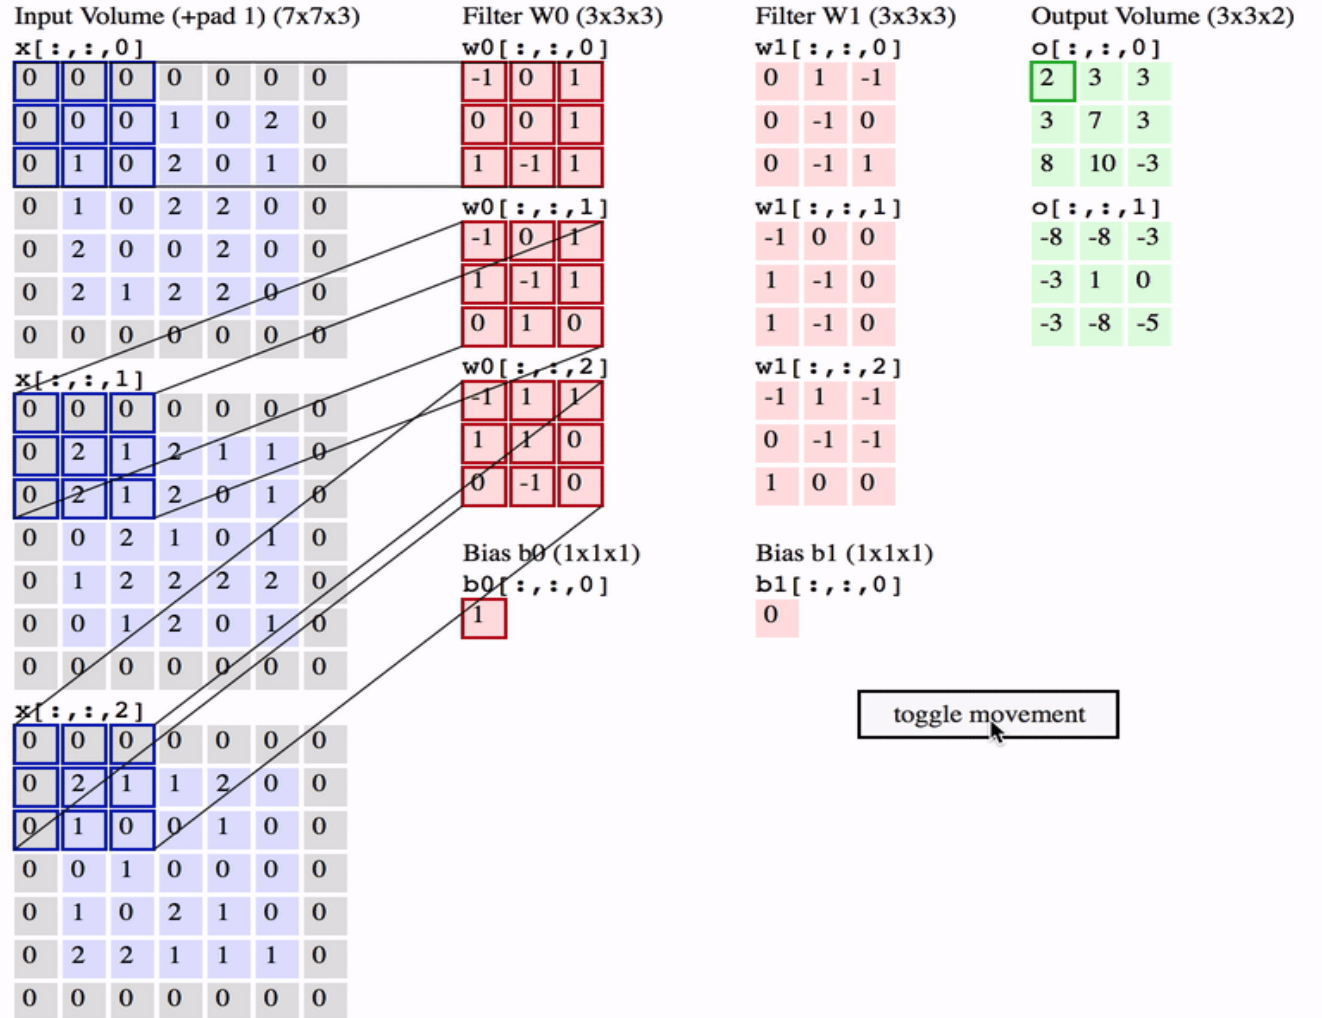 Input Volume (+pad 1) (7x7x3)
x[:,:,0]
0 0 0 0 0 0 0
0 0 0 1 0 2 0
0 1 0 2 0 1 0
0 1 0 2 2 0 0
0 2 0 0 2 0 0
0 2 1 2 2 0 0
0 0 0 0 0 0 0
x[:,:,1]
0 0 0 0 0 0 0
0 2 1 2 1 1 0
0 2 1 2 0 1 0
0 0 2 1 0 1 0
0 1 2 2 2 2 0
0 0 1 2 0 1 0
0 0 0 0 0 0 0
x[:,:,2]
0 0 0 0 0 0 0
0 2 1 1 2 0 0
0 1 0 0 1 0 0
0 0 1 0 0 0 0
0 1 0 2 1 0 0
0 2 2 1 1 1 0
0 0 0 0 0 0 0
Filter W0 (3x3x3)
w0[:,:,0]
-1 0 1
0 0 1
1 -1 1
w0[:,:,1]
-1 0 1
1 -1 1
0 1 0
w0[:,:,2]
-1 1 1
1 1 0
0 -1 0
Bias b0 (1x1x1)
b0[:,:,0]
1
Filter W1 (3x3x3)
w1[:,:,0]
0 1 -1
0 -1 0
0 -1 1
w1[:,:,1]
-1 0 0
1 -1 0
1 -1 0
w1[:,:,2]
-1 1 -1
0 -1 -1
1 0 0
Bias b1 (1x1x1)
b1[:,:,0]
0
Output Volume (3x3x2)
o[:,:,0]
2 3 3
3 7 3
8 10 -3
o[:,:,1]
-8 -8 -3
-3 1 0
-3 -8 -5
toggle movement